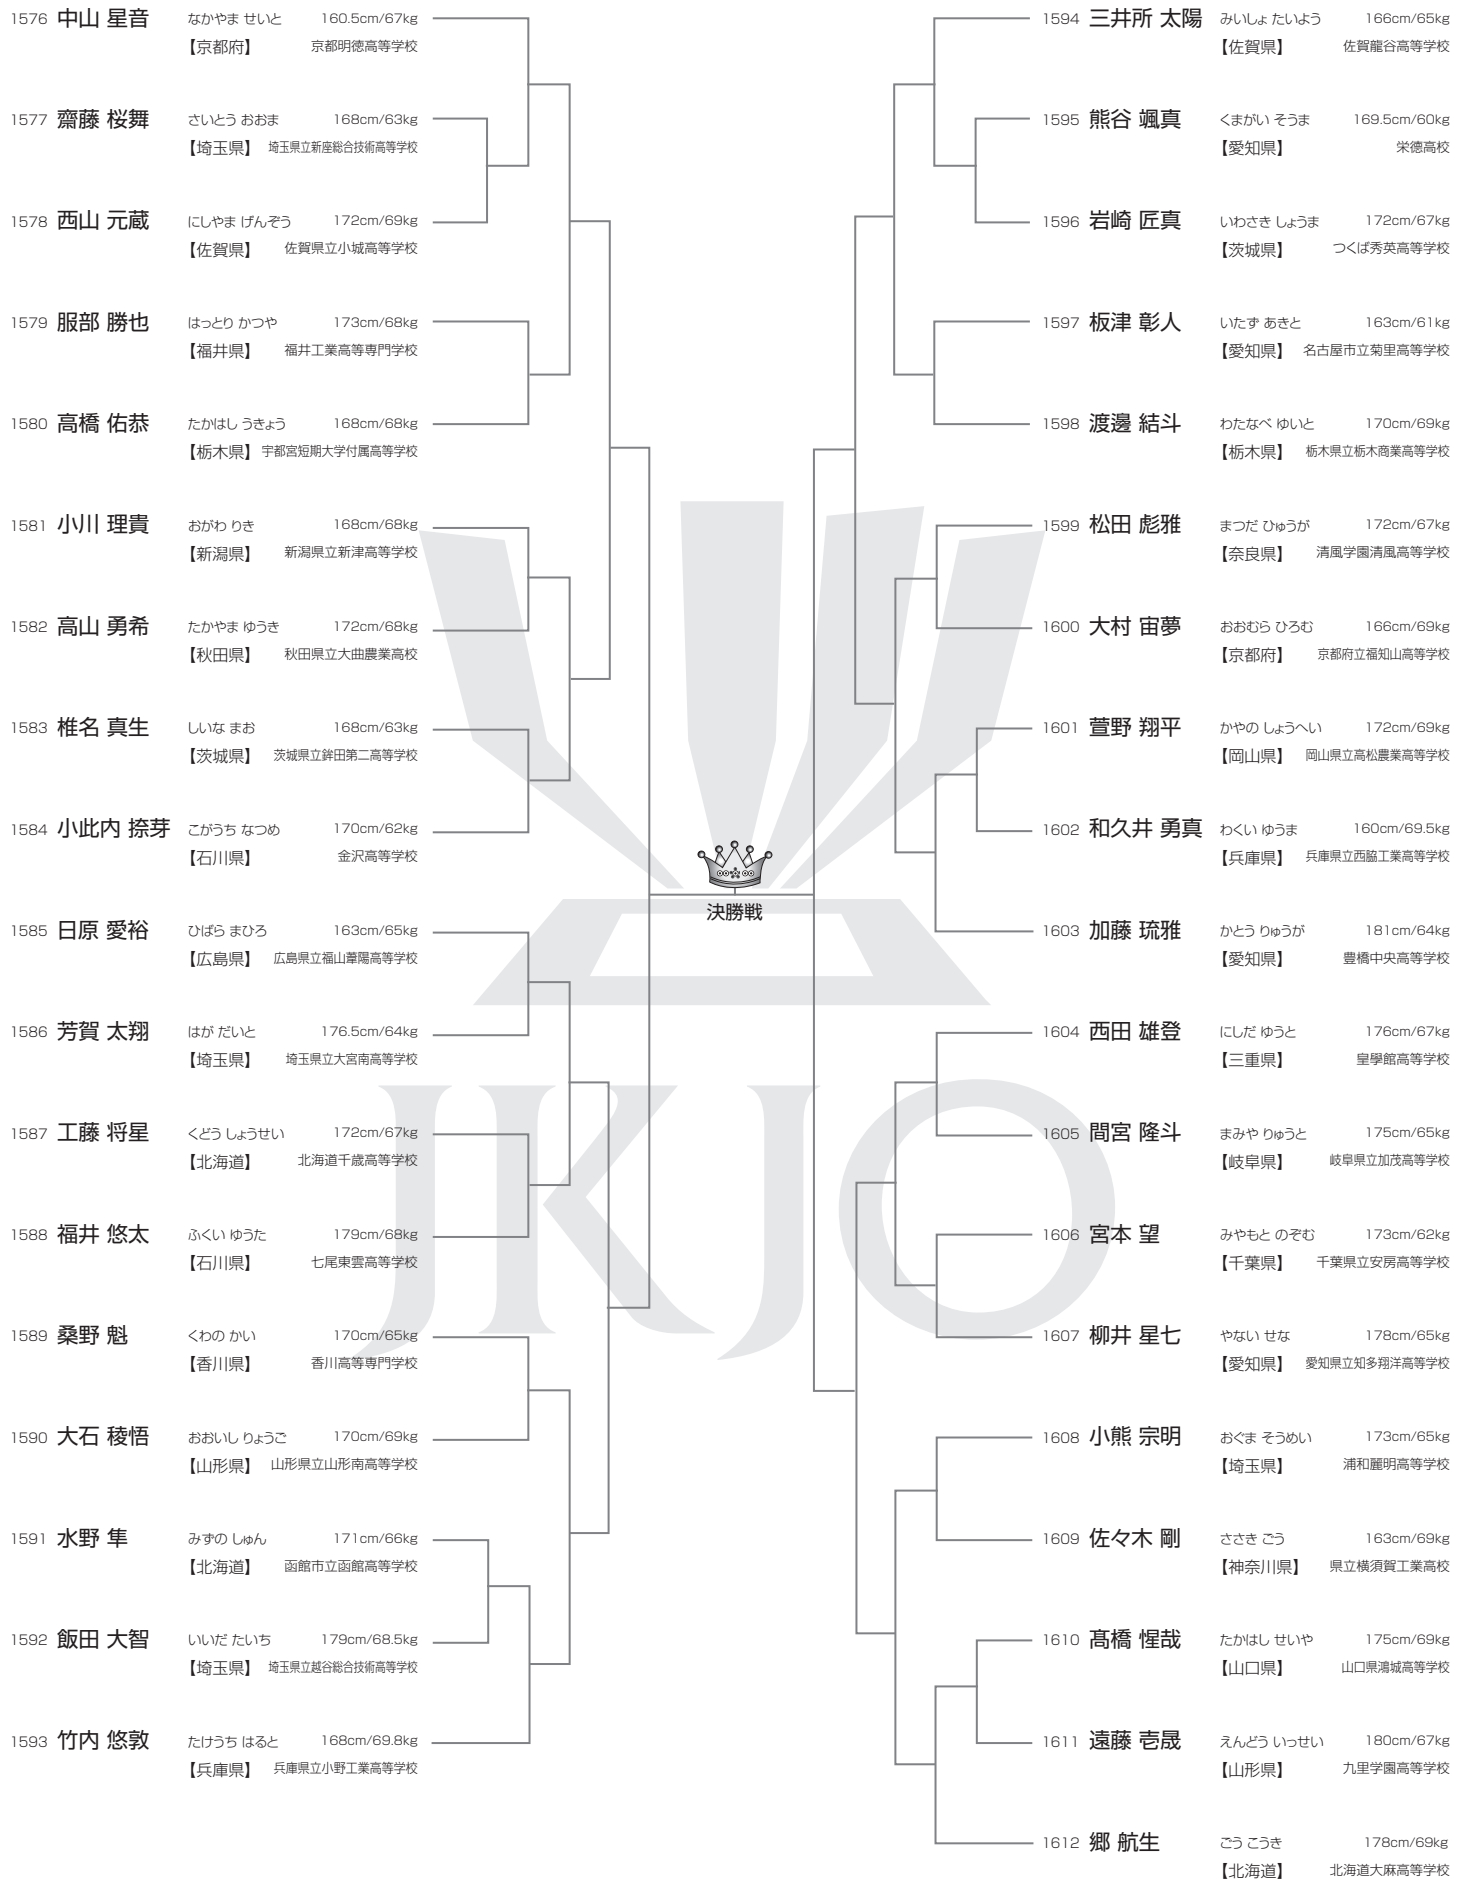 1576 中山 星音 なかやま せいと 160.5cm/67kg
【京都府】 京都明徳高等学校
1577 齋藤 桜舞 さいとう おおま 168cm/63kg
【埼玉県】 埼玉県立新座総合技術高等学校
1578 西山 元蔵 にしやま げんぞう 172cm/69kg
【佐賀県】 佐賀県立小城高等学校
1579 服部 勝也 はっとり かつや 173cm/68kg
【福井県】 福井工業高等専門学校
1580 高橋 佑恭 たかはし うきょう 168cm/68kg
【栃木県】 宇都宮短期大学付属高等学校
1581 小川 理貴 おがわ りき 168cm/68kg
【新潟県】 新潟県立新津高等学校
1582 高山 勇希 たかやま ゆうき 172cm/68kg
【秋田県】 秋田県立大曲農業高校
1583 椎名 真生 しいな まお 168cm/63kg
【茨城県】 茨城県立鉾田第二高等学校
1584 小此内 捺芽 こがうち なつめ 170cm/62kg
【石川県】 金沢高等学校
1585 日原 愛裕 ひばら まひろ 163cm/65kg
【広島県】 広島県立福山葦陽高等学校
1586 芳賀 太翔 はが だいと 176.5cm/64kg
【埼玉県】 埼玉県立大宮南高等学校
1587 工藤 将星 くどう しょうせい 172cm/67kg
【北海道】 北海道千歳高等学校
1588 福井 悠太 ふくい ゆうた 179cm/68kg
【石川県】 七尾東雲高等学校
1589 桑野 魁 くわの かい 170cm/65kg
【香川県】 香川高等専門学校
1590 大石 稜悟 おおいし りょうご 170cm/69kg
【山形県】 山形県立山形南高等学校
1591 水野 隼 みずの しゅん 171cm/66kg
【北海道】 函館市立函館高等学校
1592 飯田 大智 いいだ たいち 179cm/68.5kg
【埼玉県】 埼玉県立越谷総合技術高等学校
1593 竹内 悠敦 たけうち はると 168cm/69.8kg
【兵庫県】 兵庫県立小野工業高等学校
決勝戦
JKJO
1594 三井所 太陽 みいしょ たいよう 166cm/65kg
【佐賀県】 佐賀龍谷高等学校
1595 熊谷 颯真 くまがい そうま 169.5cm/60kg
【愛知県】 栄徳高校
1596 岩崎 匠真 いわさき しょうま 172cm/67kg
【茨城県】 つくば秀英高等学校
1597 板津 彰人 いたず あきと 163cm/61kg
【愛知県】 名古屋市立菊里高等学校
1598 渡邊 結斗 わたなべ ゆいと 170cm/69kg
【栃木県】 栃木県立栃木商業高等学校
1599 松田 彪雅 まつだ ひゅうが 172cm/67kg
【奈良県】 清風学園清風高等学校
1600 大村 宙夢 おおむら ひろむ 166cm/69kg
【京都府】 京都府立福知山高等学校
1601 萱野 翔平 かやの しょうへい 172cm/69kg
【岡山県】 岡山県立高松農業高等学校
1602 和久井 勇真 わくい ゆうま 160cm/69.5kg
【兵庫県】 兵庫県立西脇工業高等学校
1603 加藤 琉雅 かとう りゅうが 181cm/64kg
【愛知県】 豊橋中央高等学校
1604 西田 雄登 にしだ ゆうと 176cm/67kg
【三重県】 皇學館高等学校
1605 間宮 隆斗 まみや りゅうと 175cm/65kg
【岐阜県】 岐阜県立加茂高等学校
1606 宮本 望 みやもと のぞむ 173cm/62kg
【千葉県】 千葉県立安房高等学校
1607 柳井 星七 やない せな 178cm/65kg
【愛知県】 愛知県立知多翔洋高等学校
1608 小熊 宗明 おぐま そうめい 173cm/65kg
【埼玉県】 浦和麗明高等学校
1609 佐々木 剛 ささき ごう 163cm/69kg
【神奈川県】 県立横須賀工業高校
1610 髙橋 惺哉 たかはし せいや 175cm/69kg
【山口県】 山口県鴻城高等学校
1611 遠藤 壱晟 えんどう いっせい 180cm/67kg
【山形県】 九里学園高等学校
1612 郷 航生 ごう こうき 178cm/69kg
【北海道】 北海道大麻高等学校